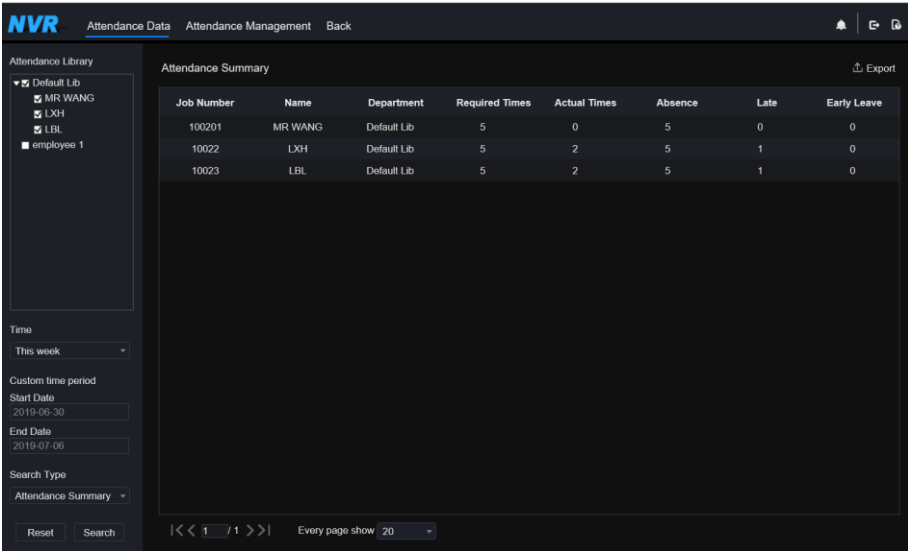 NVR Attendance Data Attendance Management Back
Attendance Library
Default Lib
MR WANG
LXH
LBL
employee 1
Time
This week
Custom time period
Start Date
2019-06-30
End Date
2019-07-06
Search Type
Attendance Summary
Reset Search
Attendance Summary Export
Job Number Name Department Required Times Actual Times Absence Late Early Leave
100201 MR WANG Default Lib 5 0 5 0 0
10022 LXH Default Lib 5 2 5 1 0
10023 LBL Default Lib 5 2 5 1 0
1 / 1 Every page show 20